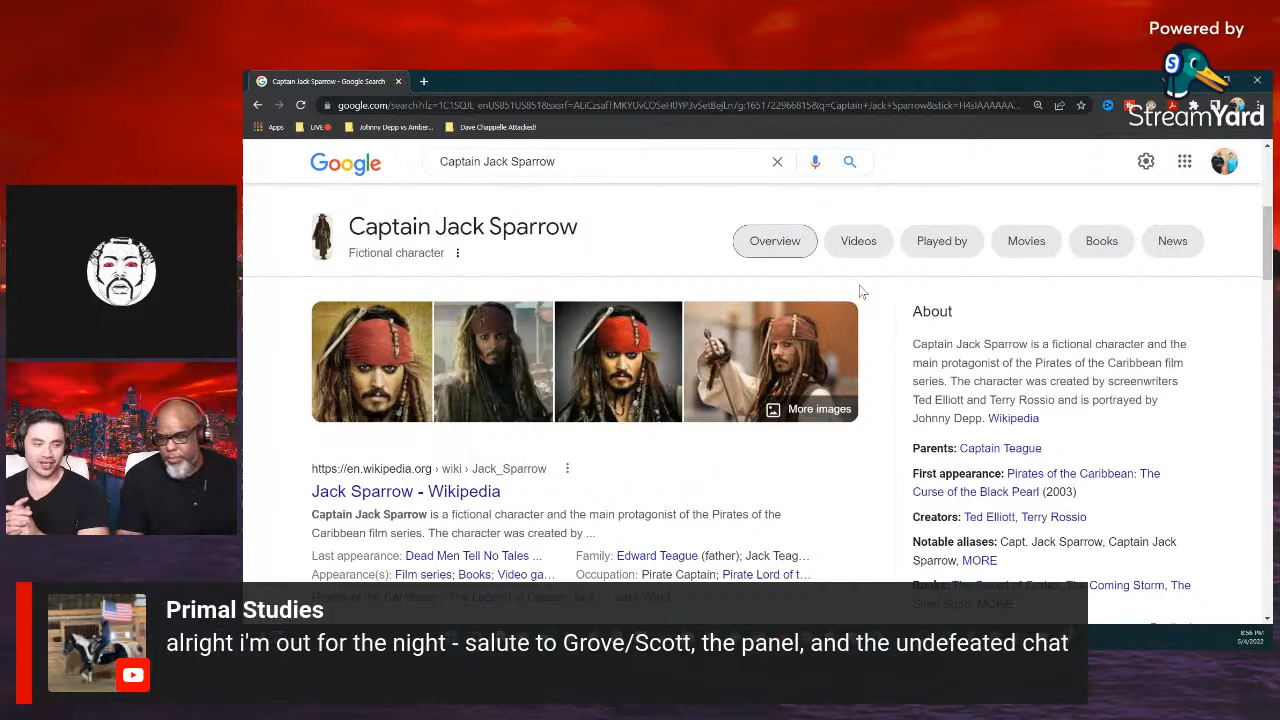 Powered by
StreamYard
Captain Jack Sparrow - Google Search
Apps
LIVE
Johnny Depp vs Amber...
Dave Chappelle Attacked!
Google
Captain Jack Sparrow
Captain Jack Sparrow
Fictional character
Overview
Videos
Played by
Movies
Books
News
More images
About
Captain Jack Sparrow is a fictional character and the
main protagonist of the Pirates of the Caribbean film
series. The character was created by screenwriters
Ted Elliott and Terry Rossio and is portrayed by
Johnny Depp. Wikipedia
Parents: Captain Teague
First appearance: Pirates of the Caribbean: The
Curse of the Black Pearl (2003)
Creators: Ted Elliott, Terry Rossio
Notable aliases: Capt. Jack Sparrow, Captain Jack
Sparrow, MORE
https://en.wikipedia.org › wiki › Jack_Sparrow
Jack Sparrow - Wikipedia
Captain Jack Sparrow is a fictional character and the main protagonist of the Pirates of the
Caribbean film series. The character was created by ...
Last appearance: Dead Men Tell No Tales ...
Family: Edward Teague (father); Jack Teag...
Appearance(s): Film series; Books; Video ga...
Occupation: Pirate Captain; Pirate Lord of t...
8:56 PM
5/4/2022
Primal Studies
alright i'm out for the night - salute to Grove/Scott, the panel, and the undefeated chat